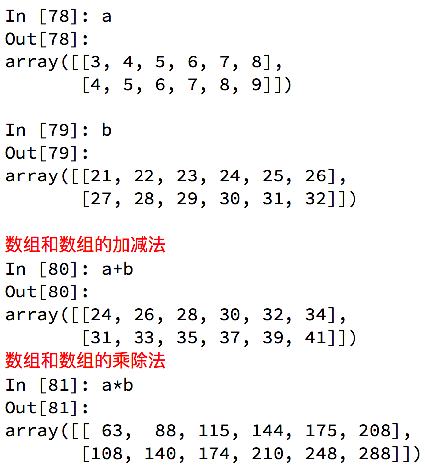 In [78]: a
Out[78]:
array([[3, 4, 5, 6, 7, 8],
       [4, 5, 6, 7, 8, 9]])
In [79]: b
Out[79]:
array([[21, 22, 23, 24, 25, 26],
       [27, 28, 29, 30, 31, 32]])
数组和数组的加减法
In [80]: a+b
Out[80]:
array([[24, 26, 28, 30, 32, 34],
       [31, 33, 35, 37, 39, 41]])
数组和数组的乘除法
In [81]: a*b
Out[81]:
array([[ 63,  88, 115, 144, 175, 208],
       [108, 140, 174, 210, 248, 288]])